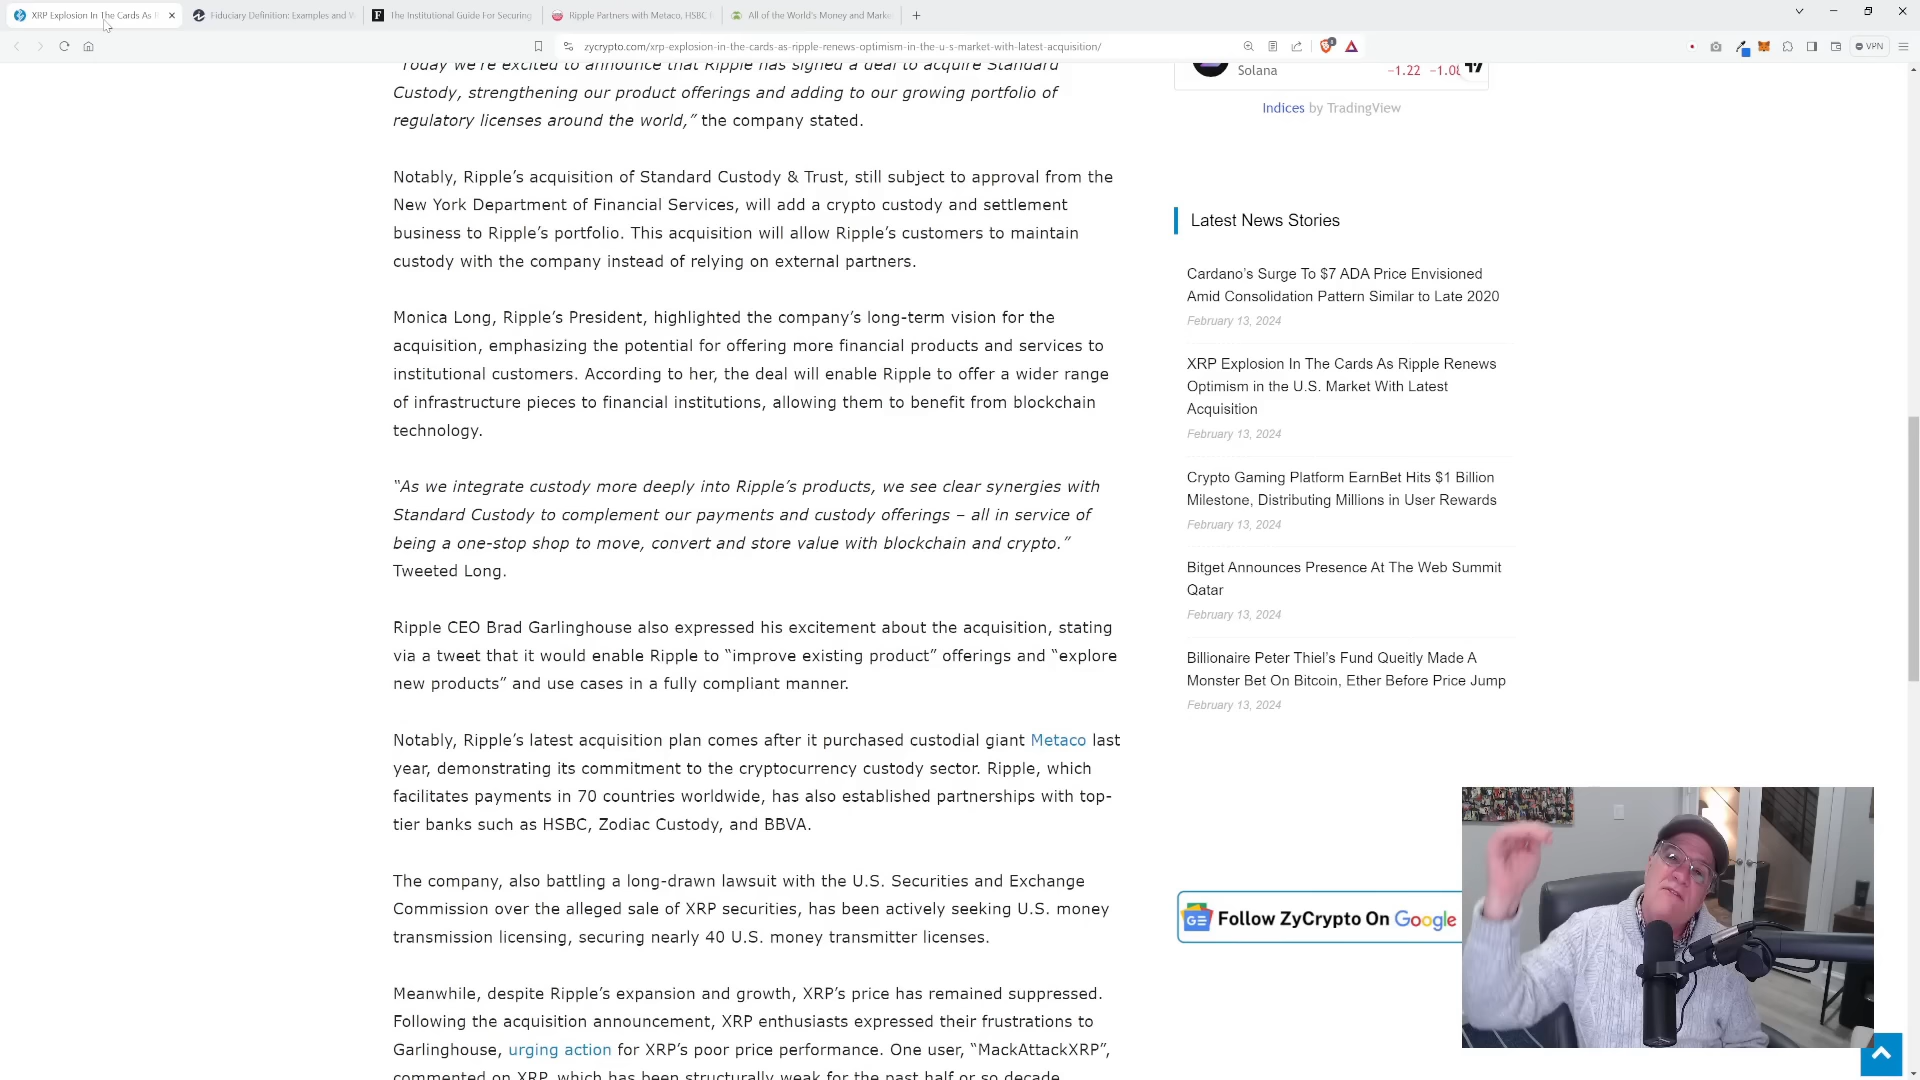 XRP Explosion In The Cards As
Fiduciary Definition: Examples and
The Institutional Guide For Securing
Ripple Partners with Metaco, HSBC
All of the World's Money and Marke
zycrypto.com/xrp-explosion-in-the-cards-as-ripple-renews-optimism-in-the-u-s-market-with-latest-acquisition/
VPN
"Today we're excited to announce that Ripple has signed a deal to acquire Standard
Custody, strengthening our product offerings and adding to our growing portfolio of
regulatory licenses around the world," the company stated.
Notably, Ripple's acquisition of Standard Custody & Trust, still subject to approval from the
New York Department of Financial Services, will add a crypto custody and settlement
business to Ripple's portfolio. This acquisition will allow Ripple's customers to maintain
custody with the company instead of relying on external partners.
Monica Long, Ripple's President, highlighted the company's long-term vision for the
acquisition, emphasizing the potential for offering more financial products and services to
institutional customers. According to her, the deal will enable Ripple to offer a wider range
of infrastructure pieces to financial institutions, allowing them to benefit from blockchain
technology.
"As we integrate custody more deeply into Ripple's products, we see clear synergies with
Standard Custody to complement our payments and custody offerings – all in service of
being a one-stop shop to move, convert and store value with blockchain and crypto."
Tweeted Long.
Ripple CEO Brad Garlinghouse also expressed his excitement about the acquisition, stating
via a tweet that it would enable Ripple to "improve existing product" offerings and "explore
new products" and use cases in a fully compliant manner.
Notably, Ripple's latest acquisition plan comes after it purchased custodial giant Metaco last
year, demonstrating its commitment to the cryptocurrency custody sector. Ripple, which
facilitates payments in 70 countries worldwide, has also established partnerships with top-
tier banks such as HSBC, Zodiac Custody, and BBVA.
The company, also battling a long-drawn lawsuit with the U.S. Securities and Exchange
Commission over the alleged sale of XRP securities, has been actively seeking U.S. money
transmission licensing, securing nearly 40 U.S. money transmitter licenses.
Meanwhile, despite Ripple's expansion and growth, XRP's price has remained suppressed.
Following the acquisition announcement, XRP enthusiasts expressed their frustrations to
Garlinghouse, urging action for XRP's poor price performance. One user, "MackAttackXRP",
commented on XRP, which has been structurally weak for the past half or so decade
Solana
−1.22 −1.08
Indices by TradingView
Latest News Stories
Cardano's Surge To $7 ADA Price Envisioned
Amid Consolidation Pattern Similar to Late 2020
February 13, 2024
XRP Explosion In The Cards As Ripple Renews
Optimism in the U.S. Market With Latest
Acquisition
February 13, 2024
Crypto Gaming Platform EarnBet Hits $1 Billion
Milestone, Distributing Millions in User Rewards
February 13, 2024
Bitget Announces Presence At The Web Summit
Qatar
February 13, 2024
Billionaire Peter Thiel's Fund Queitly Made A
Monster Bet On Bitcoin, Ether Before Price Jump
February 13, 2024
Follow ZyCrypto On Google